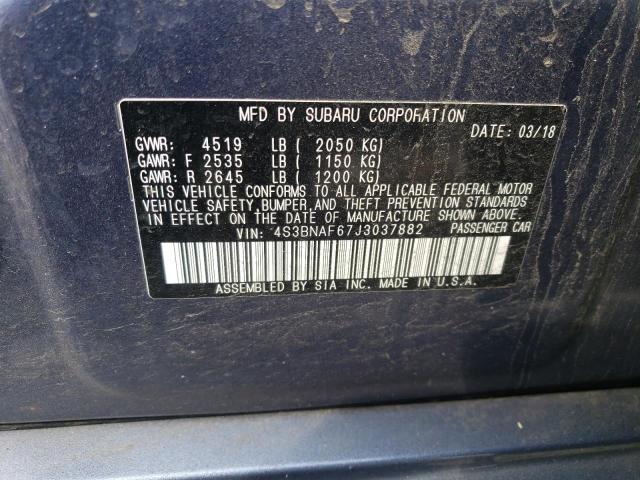 MFD BY SUBARU CORPORATION
DATE: 03/18
GVWR: 4519 LB ( 2050 KG)
GAWR: F 2535 LB ( 1150 KG)
GAWR: R 2645 LB ( 1200 KG)
THIS VEHICLE CONFORMS TO ALL APPLICABLE FEDERAL MOTOR
VEHICLE SAFETY, BUMPER, AND THEFT PREVENTION STANDARDS
IN EFFECT ON THE DATE OF MANUFACTURE SHOWN ABOVE.
VIN: 4S3BNAF67J3037882 PASSENGER CAR
ASSEMBLED BY SIA INC. MADE IN U.S.A.